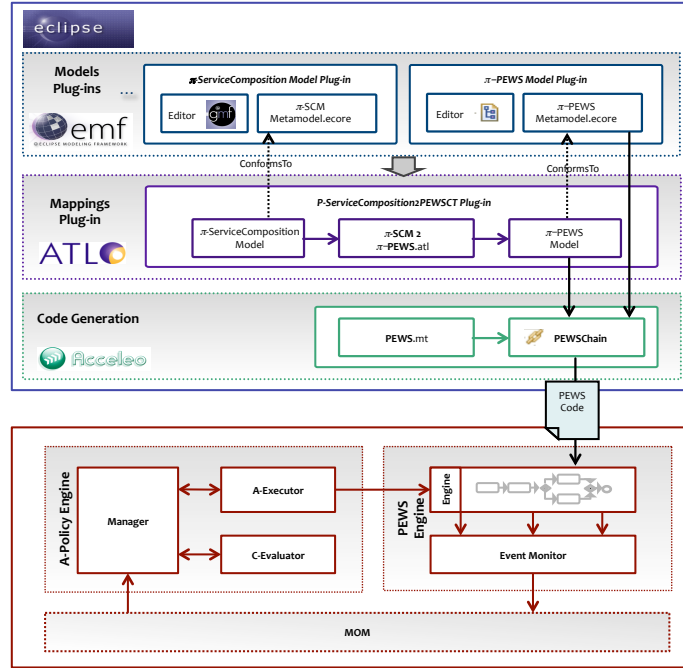 eclipse
Models
Plug-ins ...
emf
ECLIPSE MODELING FRAMEWORK
π-ServiceComposition Model Plug-in
Editor
gmf
π-SCM
Metamodel.ecore
π-PEWS Model Plug-in
Editor
π-PEWS
Metamodel.ecore
ConformsTo
ConformsTo
Mappings
Plug-in
ATL
P-ServiceComposition2PEWSCT Plug-in
π-ServiceComposition
Model
π-SCM 2
π-PEWS.atl
π-PEWS
Model
Code Generation
Acceleo
PEWS.mt
PEWSChain
PEWS
Code
A-Policy Engine
Manager
A-Executor
C-Evaluator
PEWS
Engine
Engine
Event Monitor
MOM